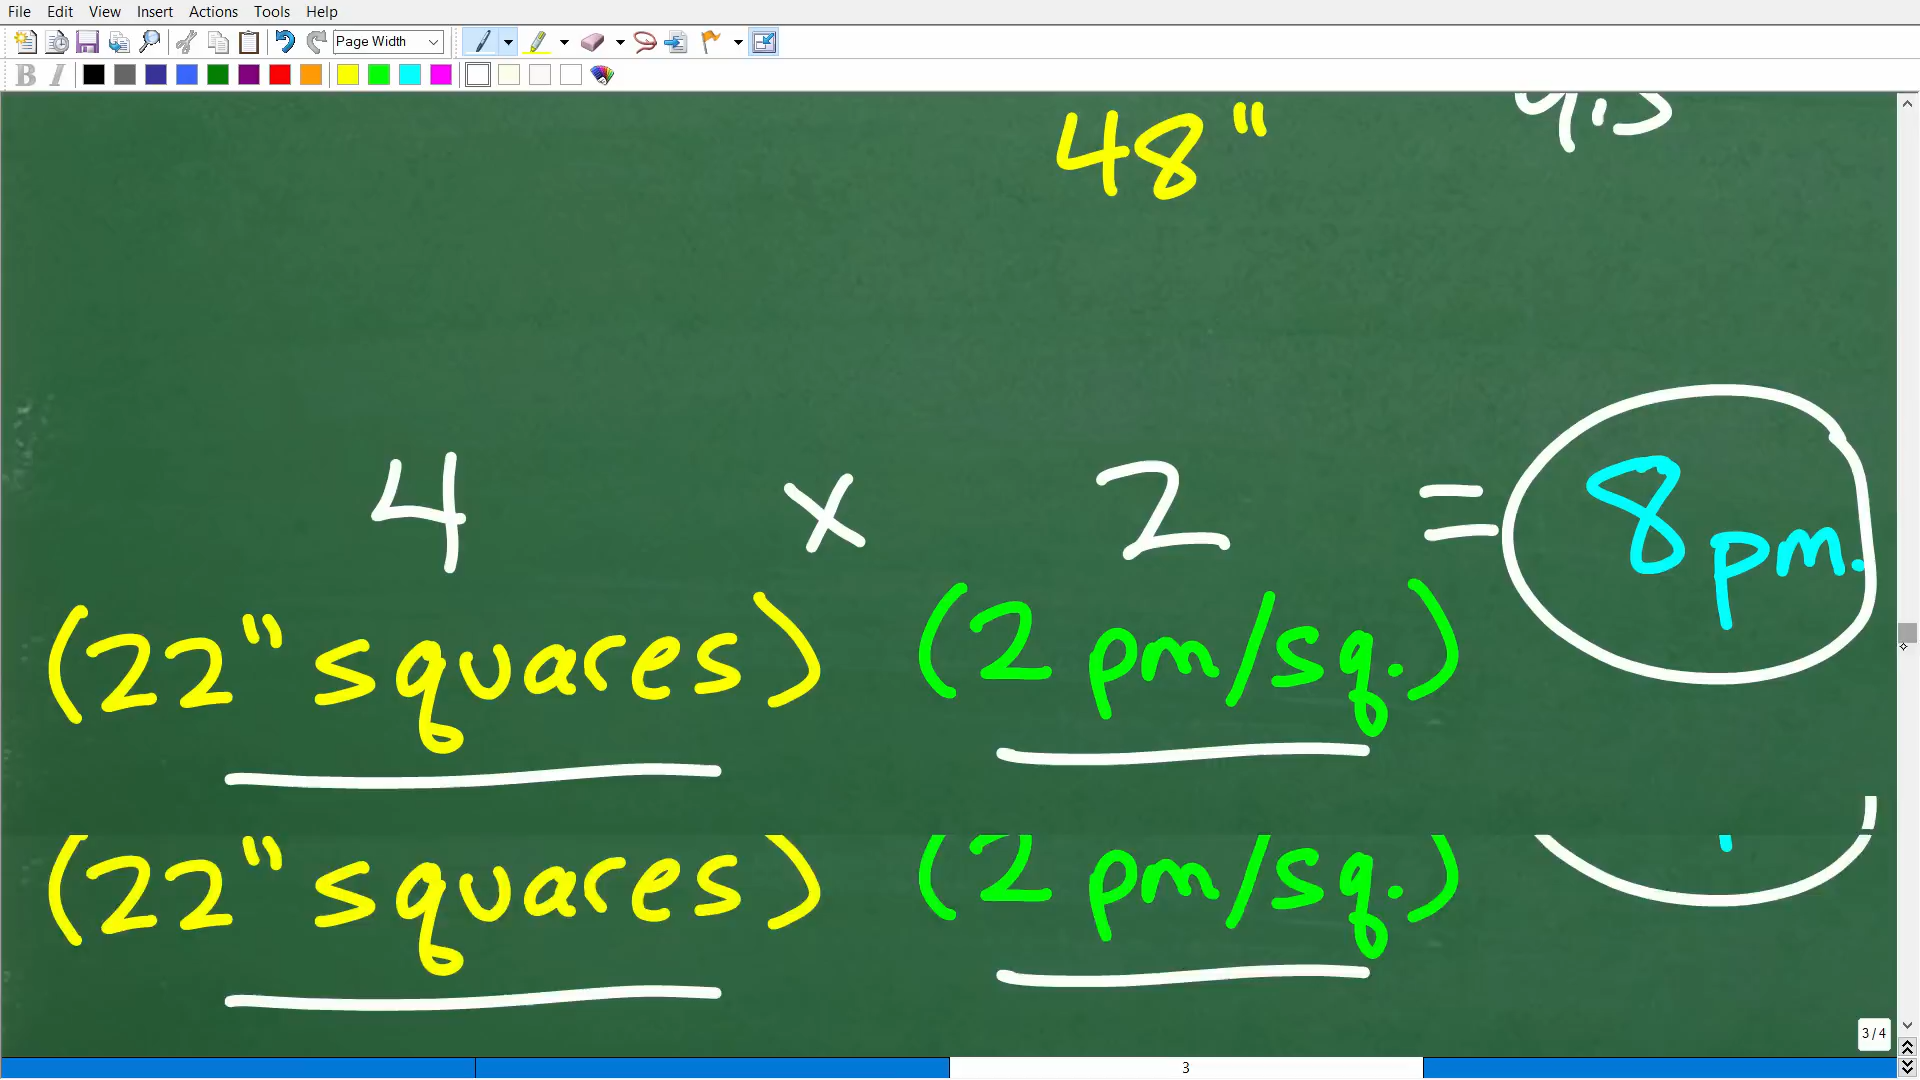 File Edit View Insert Actions Tools Help
Page Width
B I
48"
4 x 2 = 8 pm.
(22" squares) (2 pm/sq.)
(22" squares) (2 pm/sq.)
3 / 4
3